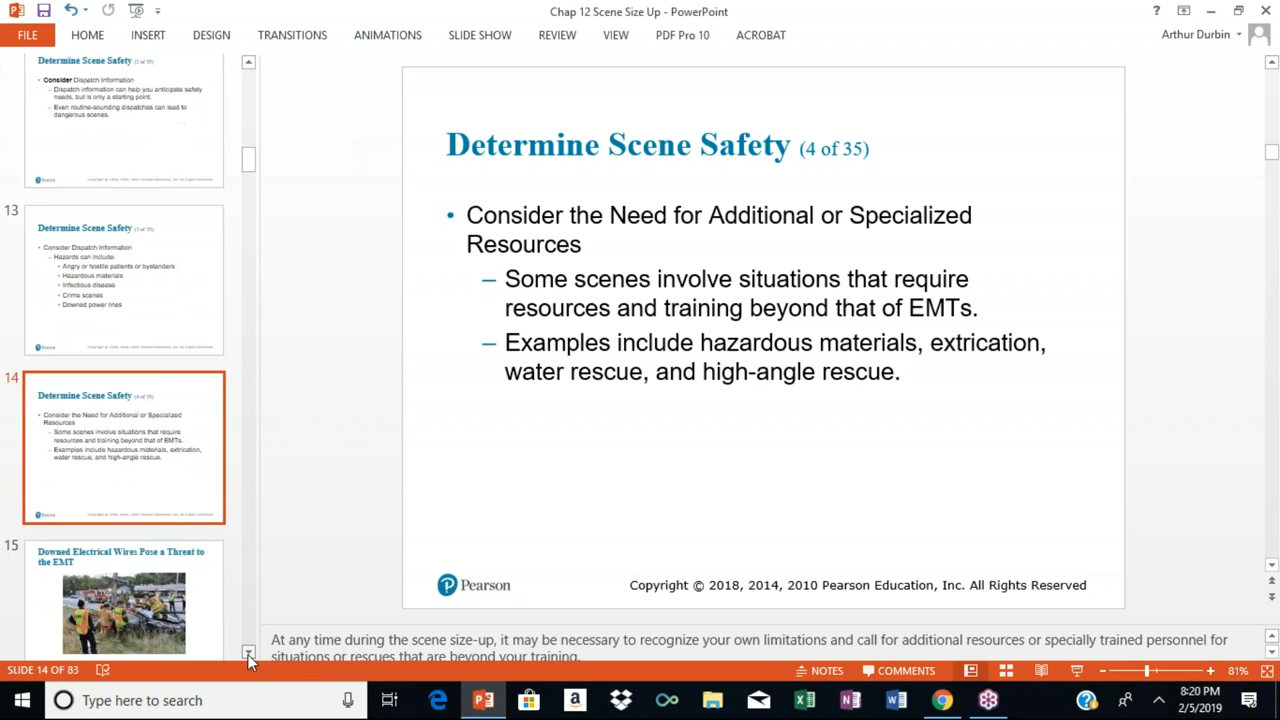 Chap 12 Scene Size Up - PowerPoint
FILE HOME INSERT DESIGN TRANSITIONS ANIMATIONS SLIDE SHOW REVIEW VIEW PDF Pro 10 ACROBAT
Arthur Durbin
Determine Scene Safety
• Consider Dispatch Information
– Dispatch information can help you anticipate safety
needs, but is only a starting point.
– Even routine-sounding dispatches can lead to
dangerous scenes.
Pearson
13
Determine Scene Safety (3 of 35)
• Consider Dispatch Information
– Hazards can include:
• Angry or hostile patients or bystanders
• Hazardous materials
• Infectious disease
• Crime scenes
• Downed power lines
Pearson
14
Determine Scene Safety (4 of 35)
• Consider the Need for Additional or Specialized
Resources
– Some scenes involve situations that require
resources and training beyond that of EMTs.
– Examples include hazardous materials, extrication,
water rescue, and high-angle rescue.
Pearson
15
Downed Electrical Wires Pose a Threat to
the EMT
Determine Scene Safety (4 of 35)
• Consider the Need for Additional or Specialized
Resources
– Some scenes involve situations that require
resources and training beyond that of EMTs.
– Examples include hazardous materials, extrication,
water rescue, and high-angle rescue.
Pearson
Copyright © 2018, 2014, 2010 Pearson Education, Inc. All Rights Reserved
At any time during the scene size-up, it may be necessary to recognize your own limitations and call for additional resources or specially trained personnel for
situations or rescues that are beyond your training.
SLIDE 14 OF 83
NOTES
COMMENTS
81%
Type here to search
8:20 PM
2/5/2019